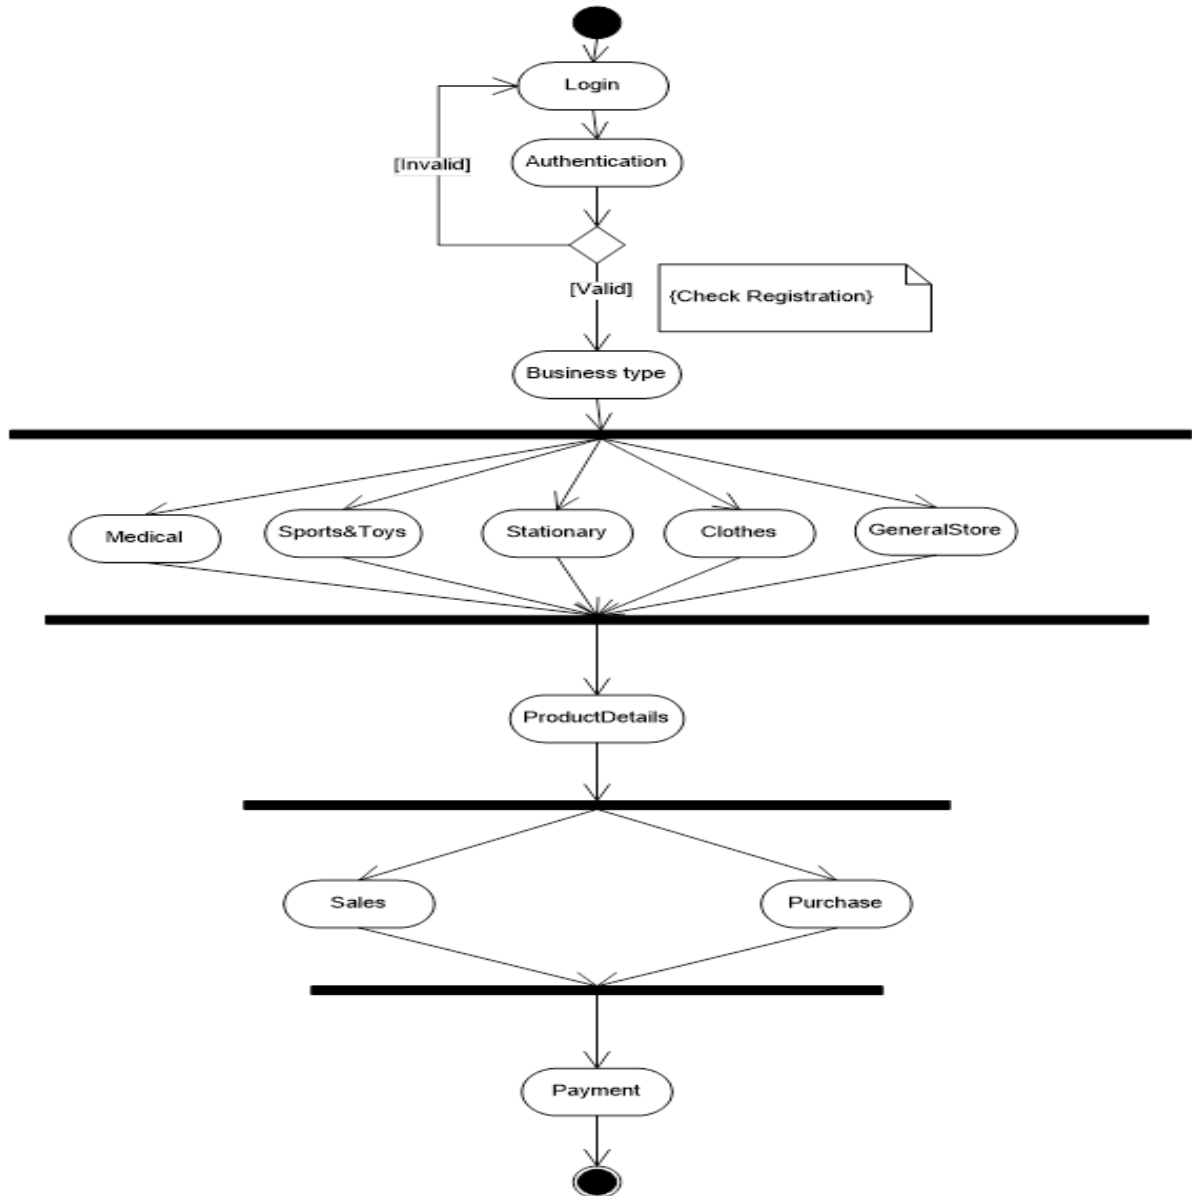 Login
[Invalid]
Authentication
[Valid]
{Check Registration}
Business type
Medical
Sports&Toys
Stationary
Clothes
GeneralStore
ProductDetails
Sales
Purchase
Payment